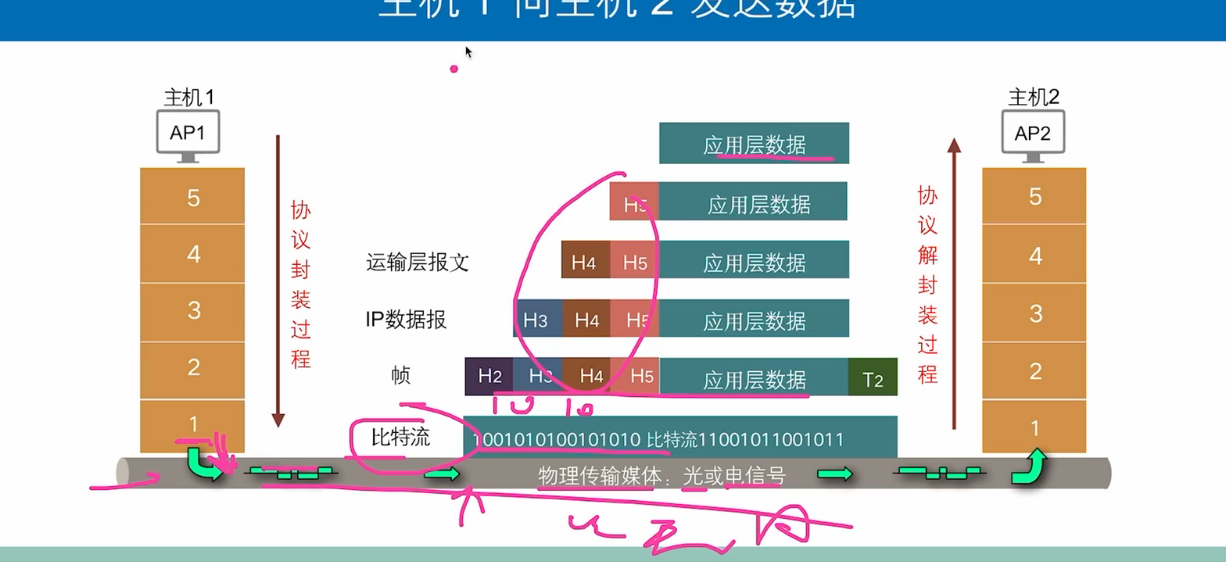 主机 1 向主机 2 发送数据
主机1
主机2
AP1
AP2
应用层数据
5
协议封装过程
H5
应用层数据
协议解封装过程
5
4
运输层报文
H4
H5
应用层数据
4
3
IP数据报
H3
H4
H5
应用层数据
3
2
帧
H2
H3
H4
H5
应用层数据
T2
2
1
比特流
1001010100101010 比特流11001011001011
1
物理传输媒体：光或电信号